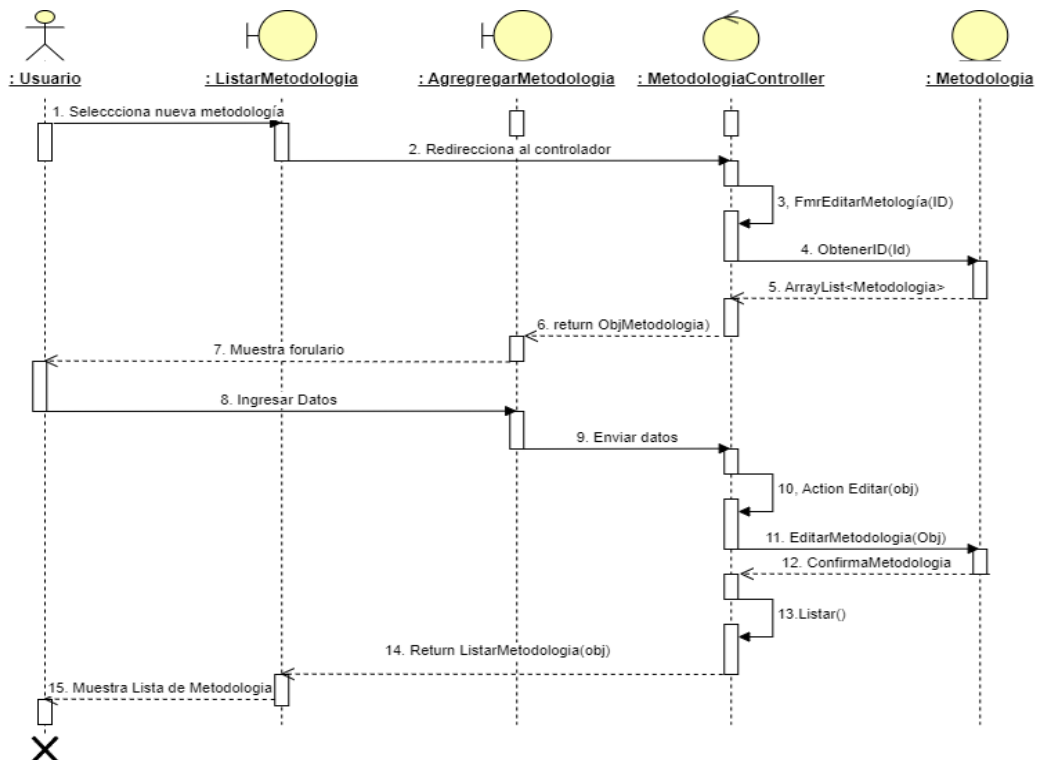 : Usuario
: ListarMetodologia
: AgregregarMetodologia
: MetodologiaController
: Metodologia
1. Seleccciona nueva metodología
2. Redirecciona al controlador
3, FmrEditarMetología(ID)
4. ObtenerID(Id)
5. ArrayList<Metodologia>
6. return ObjMetodologia)
7. Muestra forulario
8. Ingresar Datos
9. Enviar datos
10, Action Editar(obj)
11. EditarMetodologia(Obj)
12. ConfirmaMetodologia
13.Listar()
14. Return ListarMetodologia(obj)
15. Muestra Lista de Metodologia